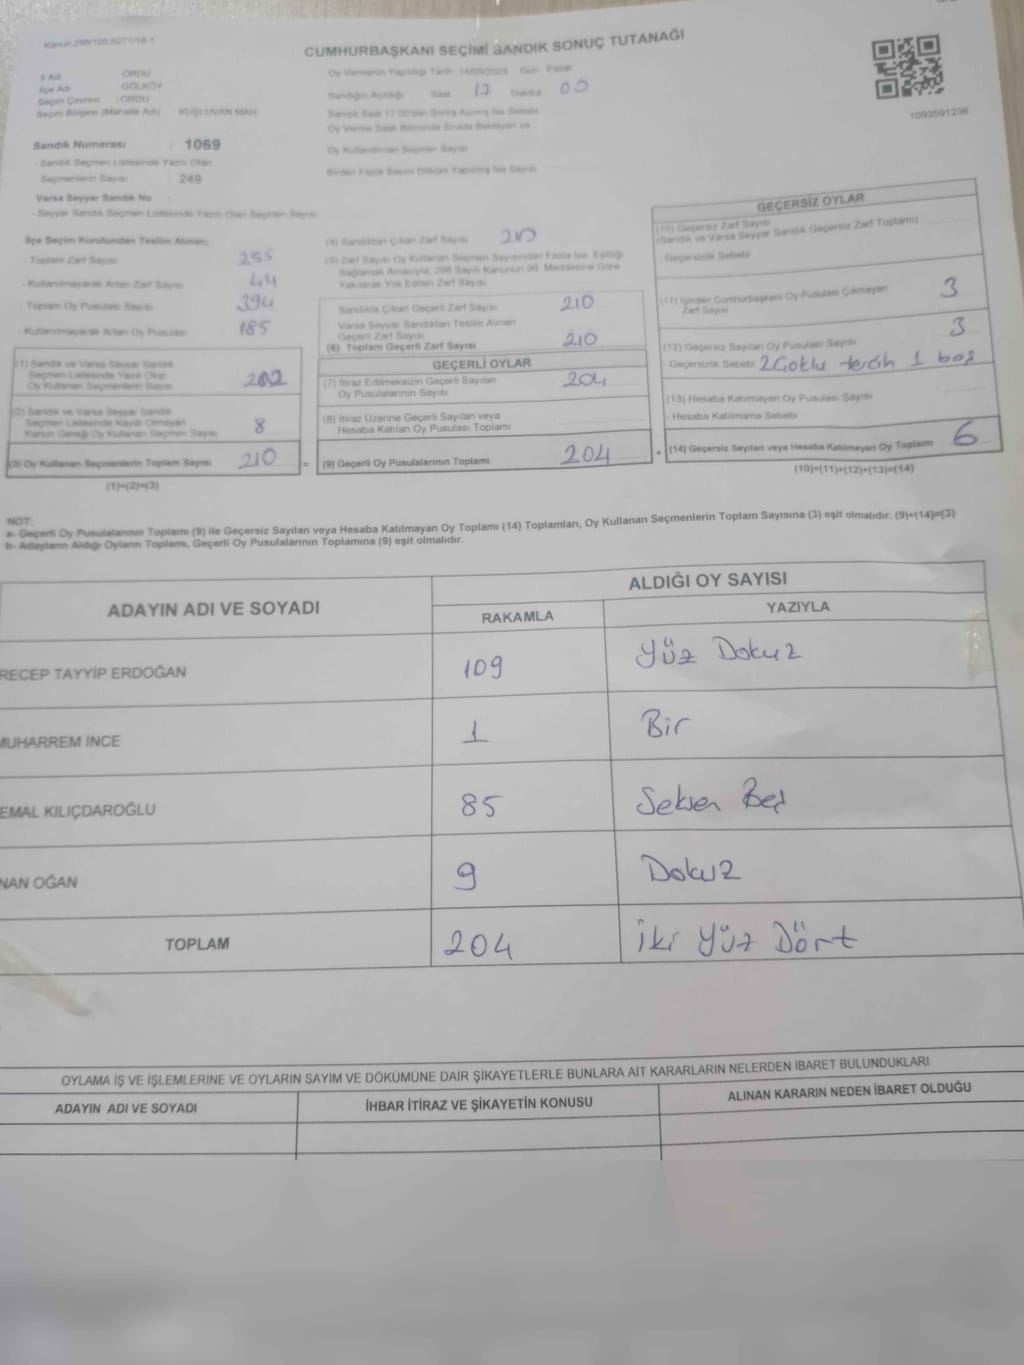 Kanun:298/105,6271/18-1
CUMHURBAŞKANI SEÇİMİ SANDIK SONUÇ TUTANAĞI
İl Adı : ORDU
İlçe Adı : GÖLKÖY
Seçim Çevresi : ORDU
Seçim Bölgesi (Mahalle Adı) : KUŞLUVAN MAH.
Oy Vermenin Yapıldığı Tarih: 14/05/2023 Gün: Pazar
Sandığın Açıldığı Saat 17 Dakika 00
Sandık Saat 17:00'den Sonra Açılmış İse Sebebi
Oy Verme Saati Bitiminde Sırada Bekleyen ve
Oy Kullandırılan Seçmen Sayısı
Birden Fazla Sayım Döküm Yapılmış İse Sayısı
1093591236
Sandık Numarası : 1069
- Sandık Seçmen Listesinde Yazılı Olan
Seçmenlerin Sayısı : 249
Varsa Seyyar Sandık No :
- Seyyar Sandık Seçmen Listesinde Yazılı Olan Seçmen Sayısı:
İlçe Seçim Kurulundan Teslim Alınan;
- Toplam Zarf Sayısı 255
- Kullanılmayarak Artan Zarf Sayısı 44
- Toplam Oy Pusulası Sayısı 394
- Kullanılmayarak Artan Oy Pusulası 185
(1) Sandık ve Varsa Seyyar Sandık
Seçmen Listesinde Yazılı Olup
Oy Kullanan Seçmenlerin Sayısı 202
(2) Sandık ve Varsa Seyyar Sandık
Seçmen Listesinde Kayıtlı Olmayan
Kanun Gereği Oy Kullanan Seçmen Sayısı 8
(3) Oy Kullanan Seçmenlerin Toplam Sayısı 210
(1)+(2)=(3)
(4) Sandıktan Çıkan Zarf Sayısı 210
(5) Zarf Sayısı Oy Kullanan Seçmen Sayısından Fazla İse, Eşitliği
Sağlamak Amacıyla, 298 Sayılı Kanunun 98. Maddesine Göre
Yakılarak Yok Edilen Zarf Sayısı
Sandıkta Çıkan Geçerli Zarf Sayısı 210
Varsa Seyyar Sandıktan Teslim Alınan
Geçerli Zarf Sayısı
(6) Toplam Geçerli Zarf Sayısı 210
GEÇERLİ OYLAR
(7) İtiraz Edilmeksizin Geçerli Sayılan
Oy Pusulalarının Sayısı 204
(8) İtiraz Üzerine Geçerli Sayılan veya
Hesaba Katılan Oy Pusulası Toplamı
= (9) Geçerli Oy Pusulalarının Toplamı 204
GEÇERSİZ OYLAR
(10) Geçersiz Zarf Sayısı
(Sandık ve Varsa Seyyar Sandık Geçersiz Zarf Toplamı)
- Geçersizlik Sebebi
(11) İçinden Cumhurbaşkanı Oy Pusulası Çıkmayan
Zarf Sayısı 3
(12) Geçersiz Sayılan Oy Pusulası Sayısı 3
- Geçersizlik Sebebi 2 Çoklu tercih 1 boş
(13) Hesaba Katılmayan Oy Pusulası Sayısı
- Hesaba Katılmama Sebebi
+ (14) Geçersiz Sayılan veya Hesaba Katılmayan Oy Toplamı 6
(10)+(11)+(12)+(13)=(14)
NOT:
a- Geçerli Oy Pusulalarının Toplamı (9) ile Geçersiz Sayılan veya Hesaba Katılmayan Oy Toplamı (14) Toplamları, Oy Kullanan Seçmenlerin Toplam Sayısına (3) eşit olmalıdır. (9)+(14)=(3)
b- Adayların Aldığı Oyların Toplamı, Geçerli Oy Pusulalarının Toplamına (9) eşit olmalıdır.
ADAYIN ADI VE SOYADI
ALDIĞI OY SAYISI
RAKAMLA YAZIYLA
RECEP TAYYİP ERDOĞAN 109 Yüz Dokuz
MUHARREM İNCE 1 Bir
EMAL KILIÇDAROĞLU 85 Seksen Beş
NAN OĞAN 9 Dokuz
TOPLAM 204 İki Yüz Dört
OYLAMA İŞ VE İŞLEMLERİNE VE OYLARIN SAYIM VE DÖKÜMÜNE DAİR ŞİKAYETLERLE BUNLARA AİT KARARLARIN NELERDEN İBARET BULUNDUKLARI
ADAYIN ADI VE SOYADI İHBAR İTİRAZ VE ŞİKAYETİN KONUSU ALINAN KARARIN NEDEN İBARET OLDUĞU